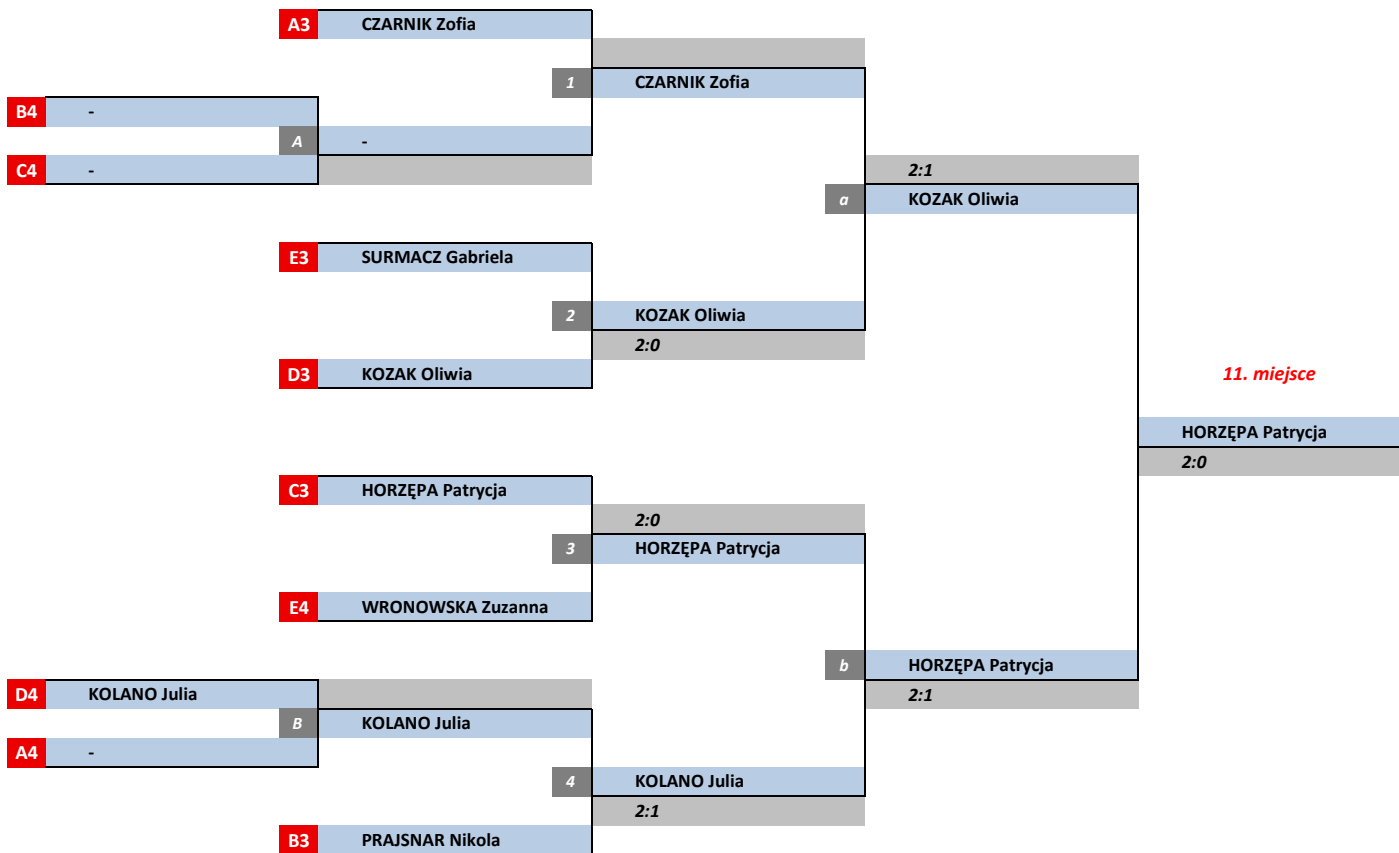 A3 CZARNIK Zofia
1 CZARNIK Zofia
B4 -
A -
C4 -
2:1
a KOZAK Oliwia
E3 SURMACZ Gabriela
2 KOZAK Oliwia
2:0
D3 KOZAK Oliwia
11. miejsce
HORZĘPA Patrycja
2:0
C3 HORZĘPA Patrycja
2:0
3 HORZĘPA Patrycja
E4 WRONOWSKA Zuzanna
b HORZĘPA Patrycja
2:1
D4 KOLANO Julia
B KOLANO Julia
A4 -
4 KOLANO Julia
2:1
B3 PRAJSNAR Nikola